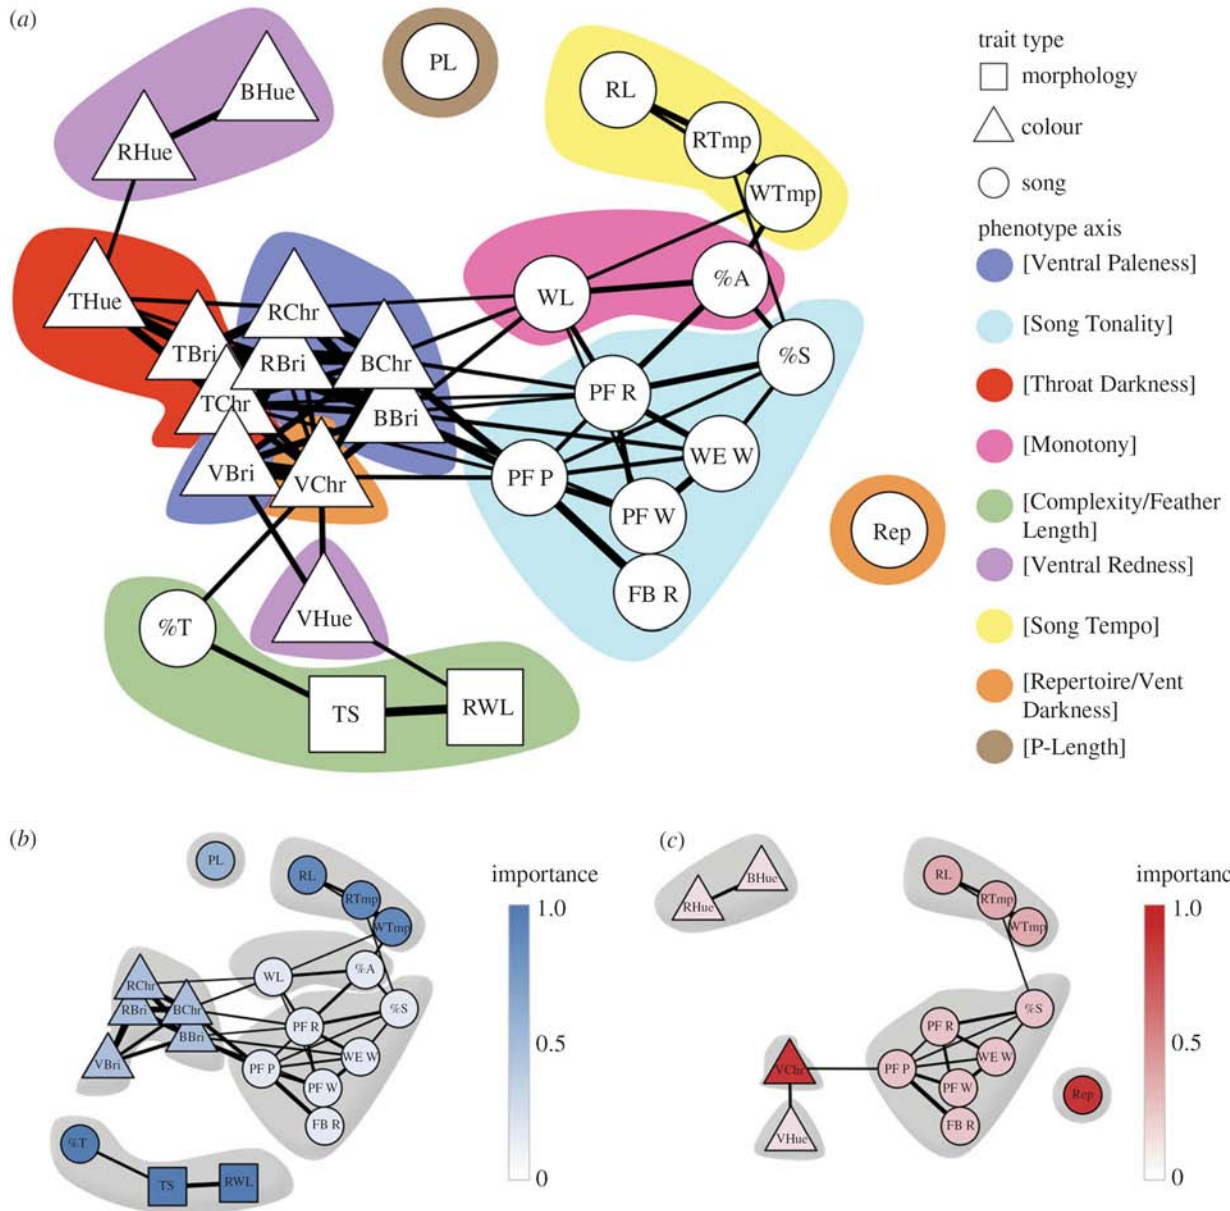 (a)
PL
BHue
RHue
RL
RTmp
WTmp
THue
RChr
WL
%A
TBri
RBri
BChr
%S
TChr
BBri
PF R
VBri
VChr
PF P
WE W
PF W
Rep
FB R
%T
VHue
TS
RWL
trait type
morphology
colour
song
phenotype axis
[Ventral Paleness]
[Song Tonality]
[Throat Darkness]
[Monotony]
[Complexity/Feather
Length]
[Ventral Redness]
[Song Tempo]
[Repertoire/Vent
Darkness]
[P-Length]
(b)
PL
RL
RTmp
WTmp
RChr
WL
%A
RBri
BChr
%S
BBri
PF R
VBri
PF P
WE W
PF W
FB R
%T
TS
RWL
importance
1.0
0.5
0
(c)
BHue
RHue
RL
RTmp
WTmp
%S
PF R
WE W
VChr
PF P
PF W
Rep
VHue
FB R
importance
1.0
0.5
0